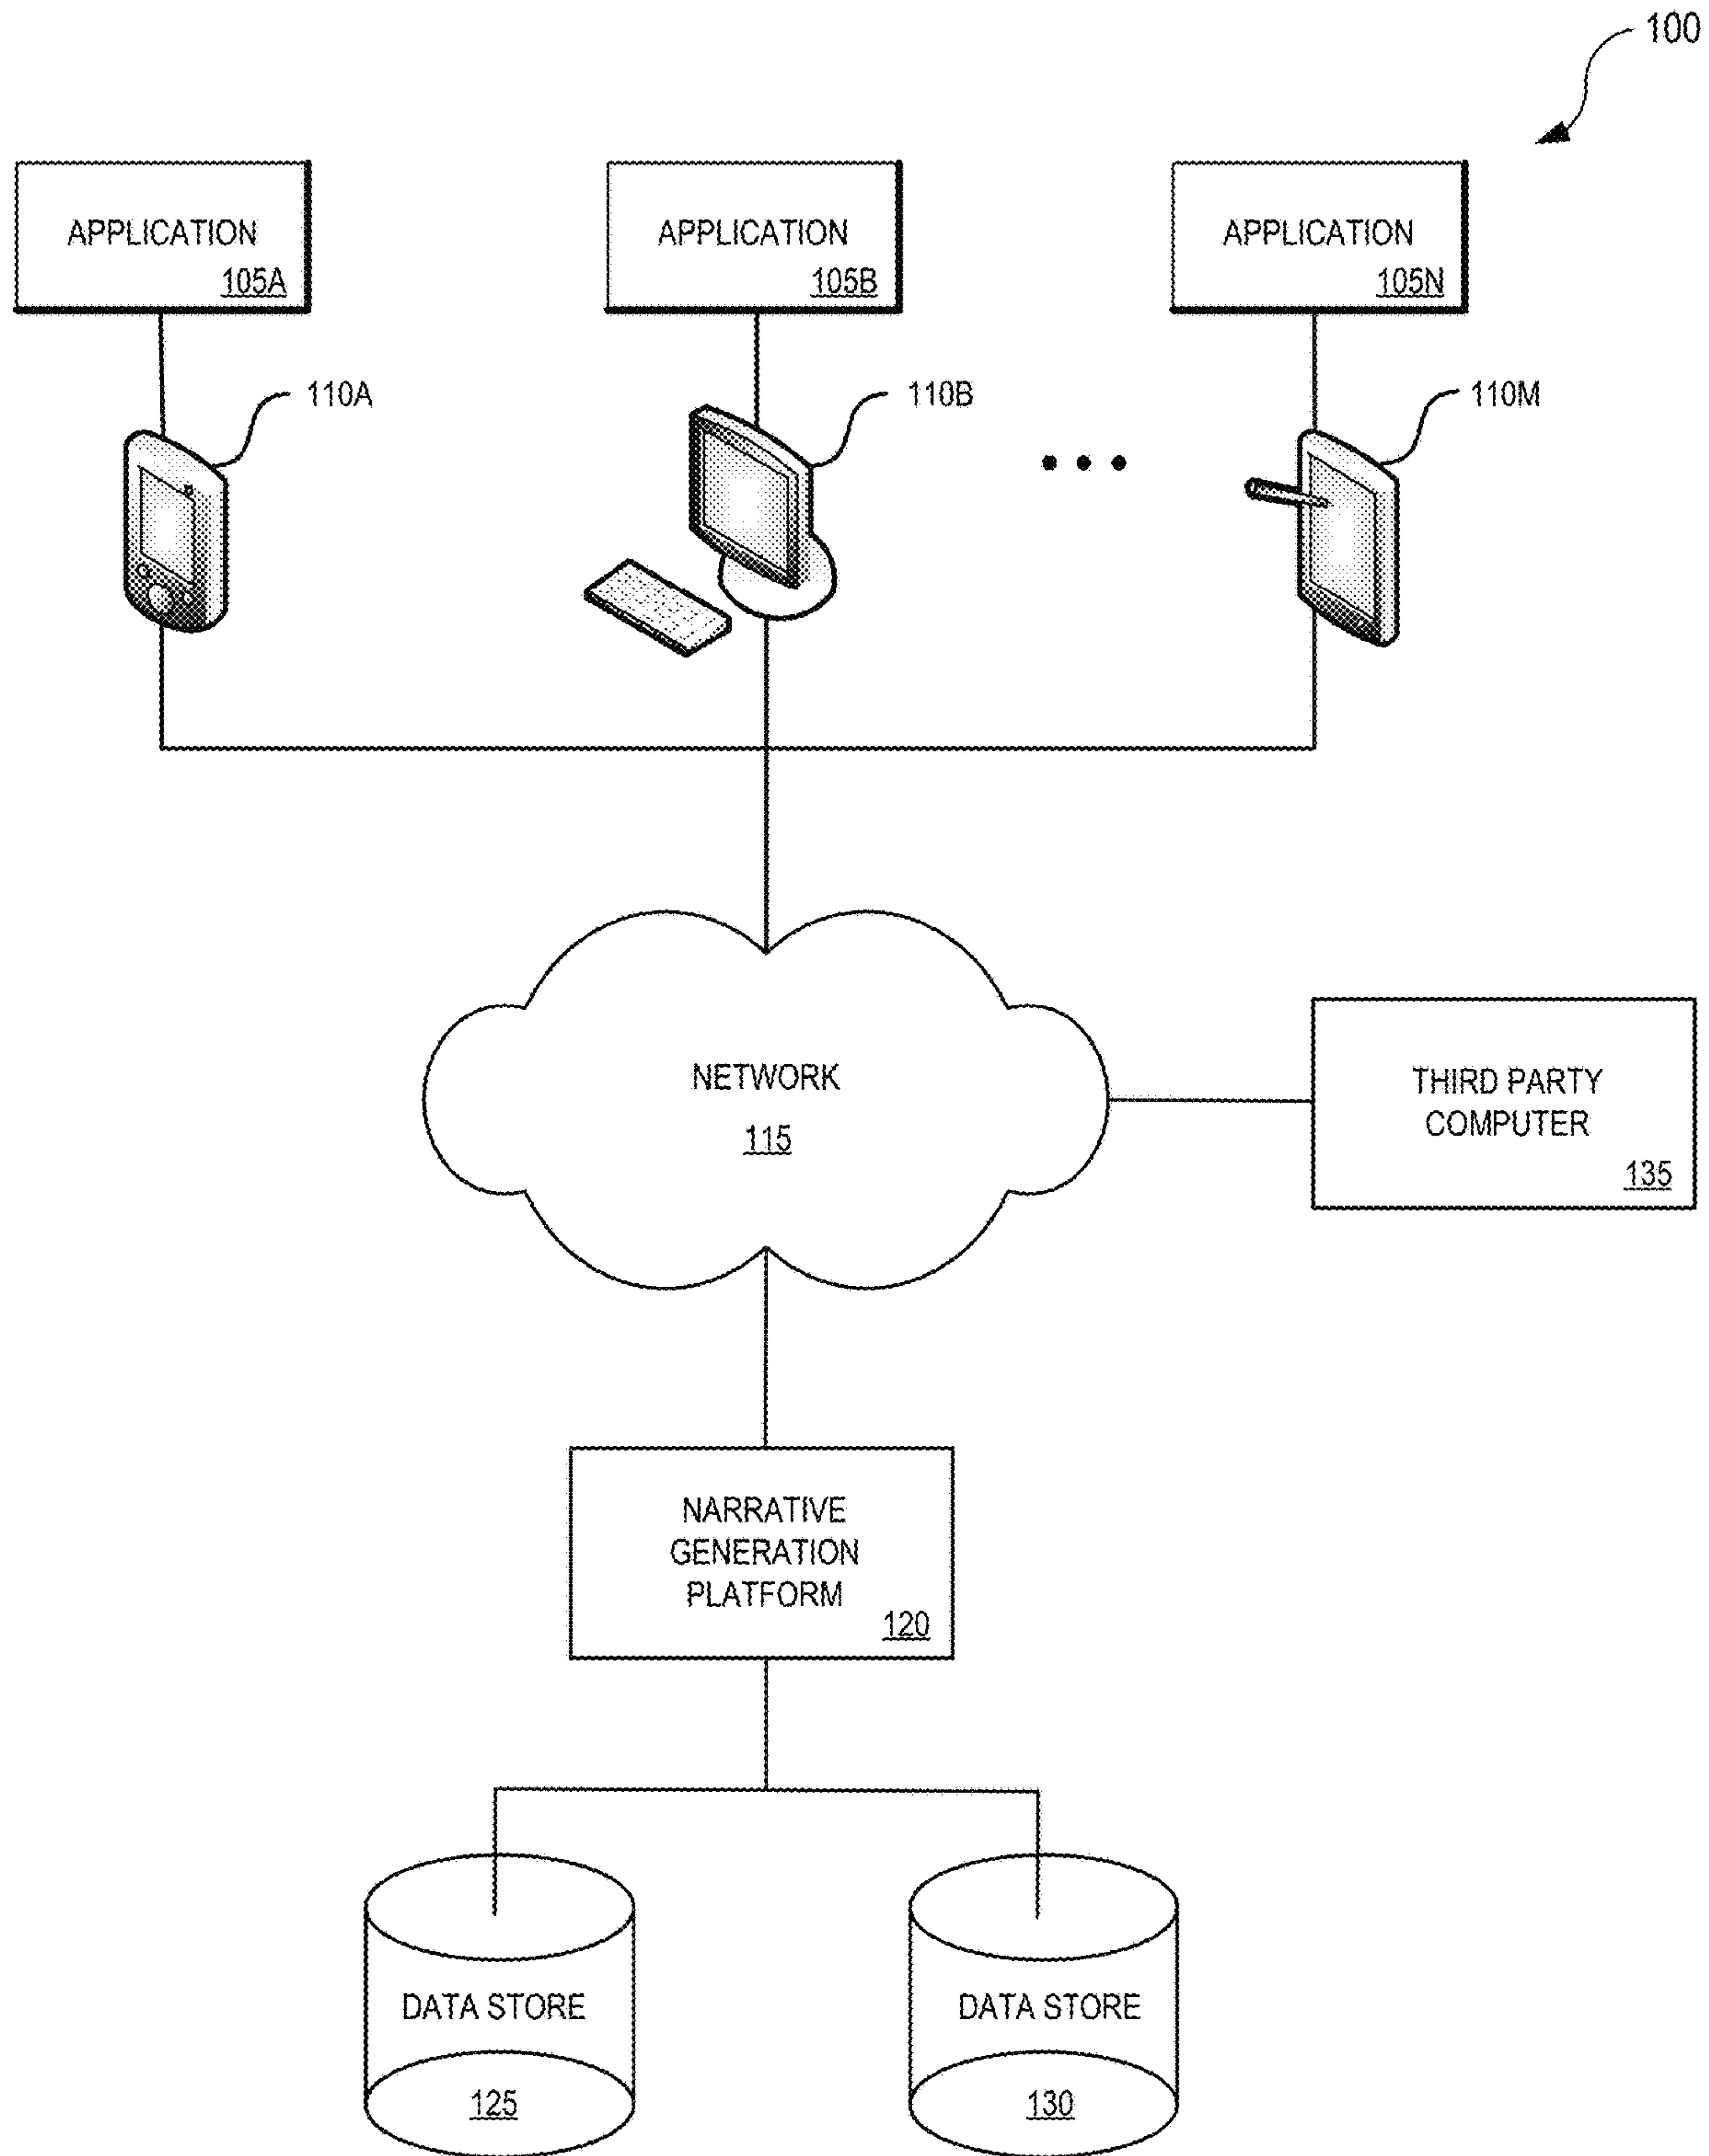 100
APPLICATION
105A
APPLICATION
105B
APPLICATION
105N
110A
110B
110M
NETWORK
115
THIRD PARTY
COMPUTER
135
NARRATIVE
GENERATION
PLATFORM
120
DATA STORE
125
DATA STORE
130